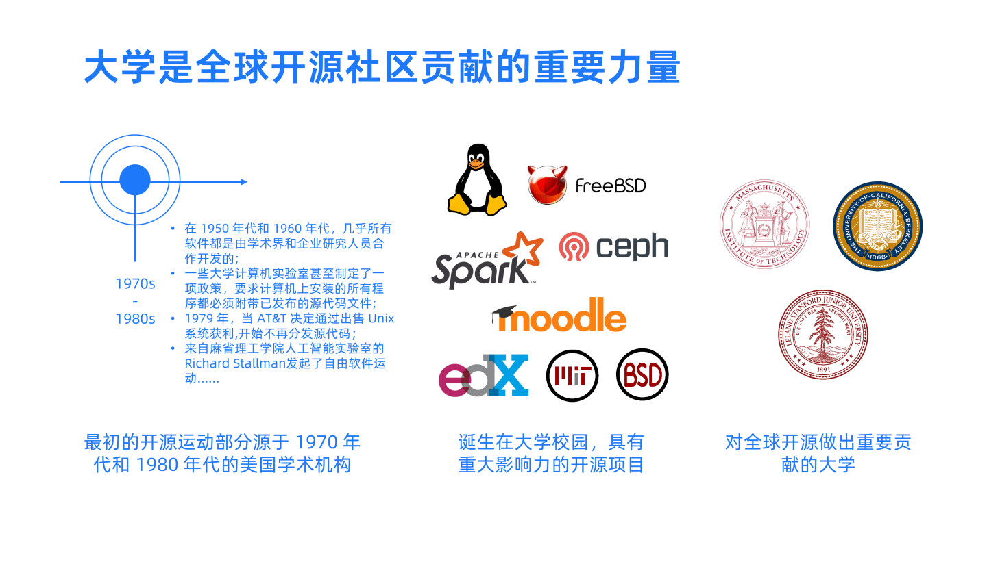 大学是全球开源社区贡献的重要力量
1970s
-
1980s
• 在 1950 年代和 1960 年代，几乎所有
软件都是由学术界和企业研究人员合
作开发的;
• 一些大学计算机实验室甚至制定了一
项政策，要求计算机上安装的所有程
序都必须附带已发布的源代码文件;
• 1979 年，当 AT&T 决定通过出售 Unix
系统获利,开始不再分发源代码；
• 来自麻省理工学院人工智能实验室的
Richard Stallman发起了自由软件运
动……
最初的开源运动部分源于 1970 年
代和 1980 年代的美国学术机构
FreeBSD
APACHE
Spark™
ceph
moodle
edX
MIT
BSD
诞生在大学校园，具有
重大影响力的开源项目
MASSACHUSETTS
INSTITUTE OF TECHNOLOGY
THE·UNIVERSITY·OF·CALIFORNIA·BERKELEY
·1868·
LELAND STANFORD JUNIOR UNIVERSITY
DIE LUFT DER FREIHEIT WEHT
1891
对全球开源做出重要贡
献的大学